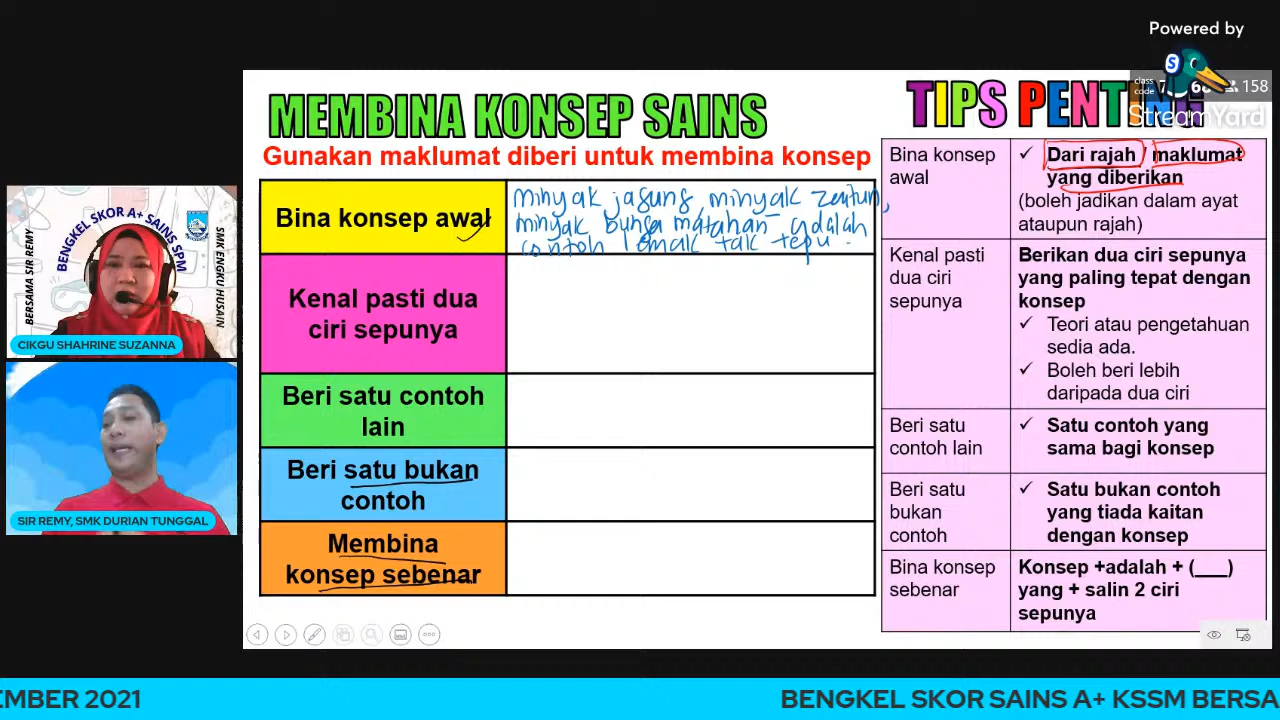 Powered by
class code
158
StreamYard
MEMBINA KONSEP SAINS
Gunakan maklumat diberi untuk membina konsep
Bina konsep awal
minyak jagung, minyak zaitun,
minyak bunga matahari adalah
contoh lemak tak tepu.
Kenal pasti dua
ciri sepunya
Beri satu contoh
lain
Beri satu bukan
contoh
Membina
konsep sebenar
TIPS PENTING
Bina konsep
awal
✓ Dari rajah / maklumat
yang diberikan
(boleh jadikan dalam ayat
ataupun rajah)
Kenal pasti
dua ciri
sepunya
Berikan dua ciri sepunya
yang paling tepat dengan
konsep
✓ Teori atau pengetahuan
sedia ada.
✓ Boleh beri lebih
daripada dua ciri
Beri satu
contoh lain
✓ Satu contoh yang
sama bagi konsep
Beri satu
bukan
contoh
✓ Satu bukan contoh
yang tiada kaitan
dengan konsep
Bina konsep
sebenar
Konsep +adalah + (___)
yang + salin 2 ciri
sepunya
BERSAMA SIR REMY
BENGKEL SKOR A+ SAINS SPM
SMK ENGKU HUSAIN
CIKGU SHAHRINE SUZANNA
SIR REMY, SMK DURIAN TUNGGAL
EMBER 2021
BENGKEL SKOR SAINS A+ KSSM BERSA